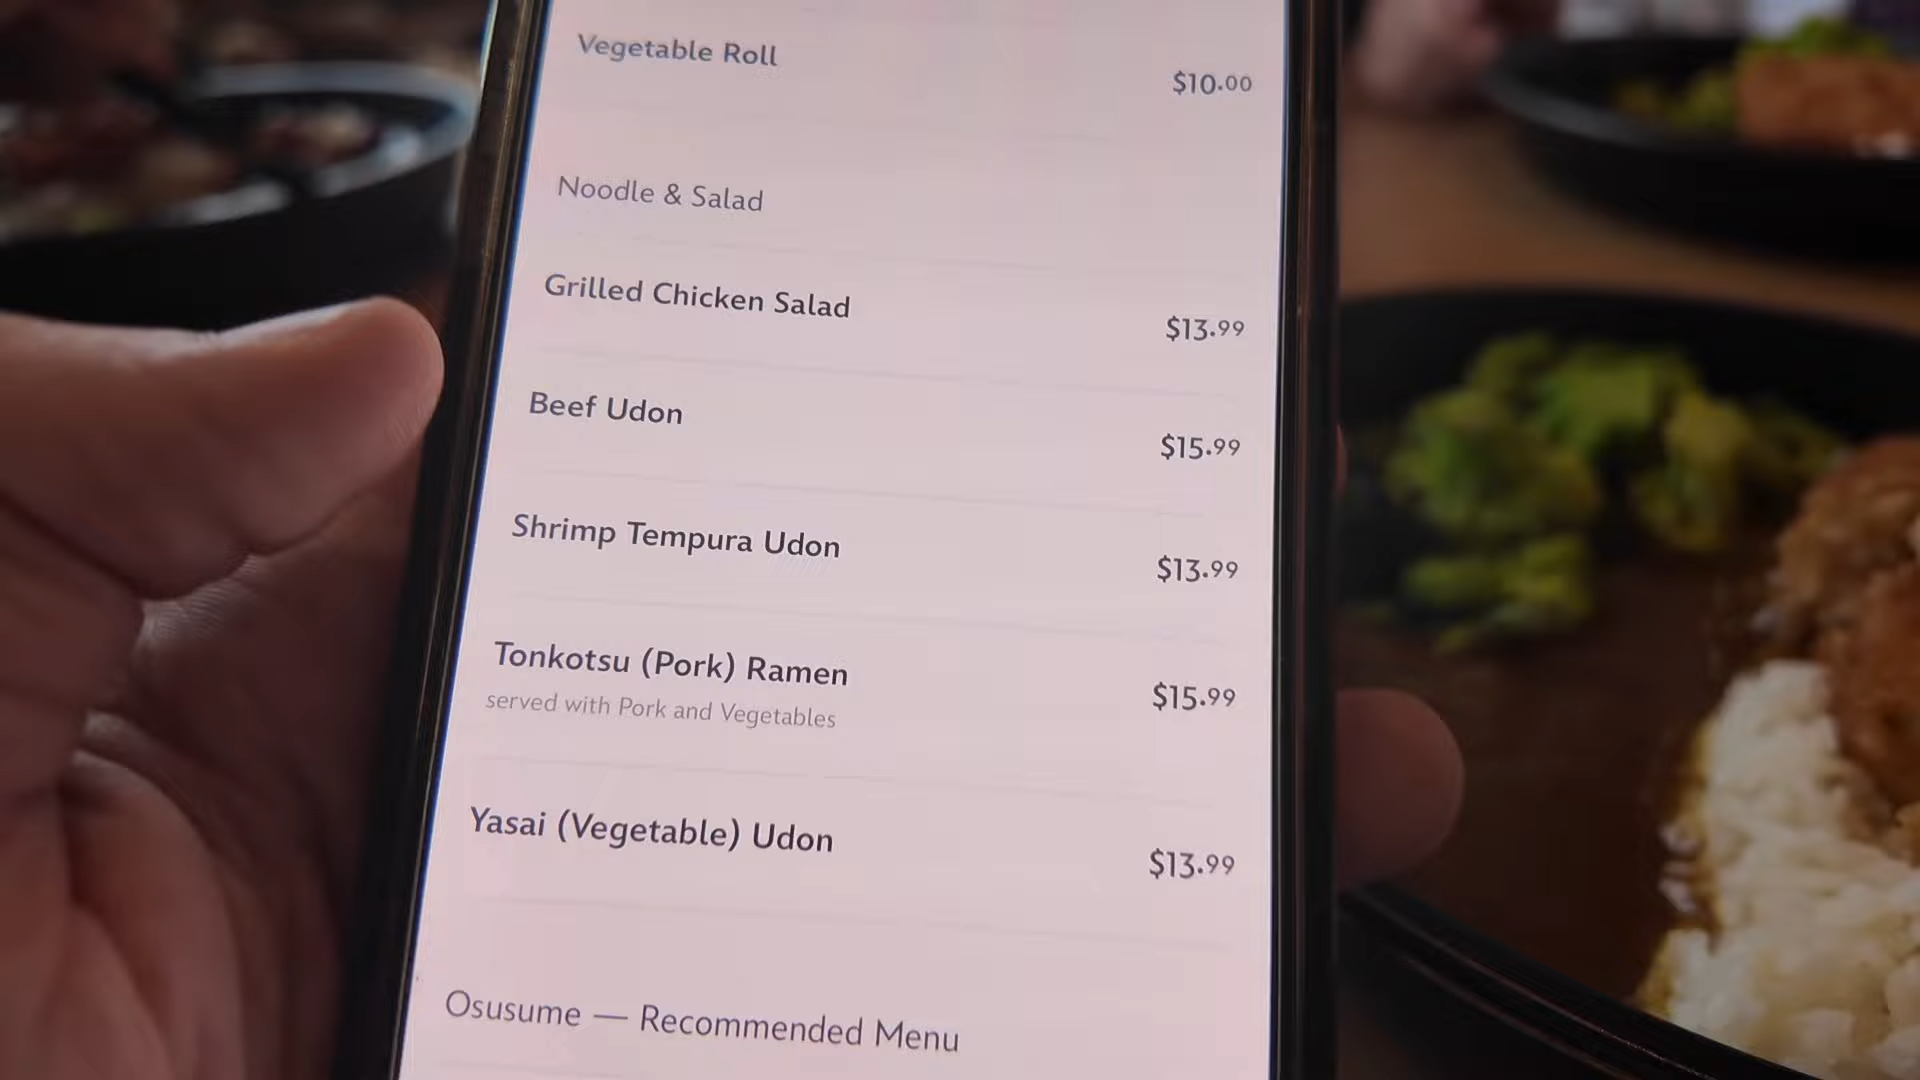 Vegetable Roll
$10.00
Noodle & Salad
Grilled Chicken Salad
$13.99
Beef Udon
$15.99
Shrimp Tempura Udon
$13.99
Tonkotsu (Pork) Ramen
served with Pork and Vegetables
$15.99
Yasai (Vegetable) Udon
$13.99
Osusume — Recommended Menu